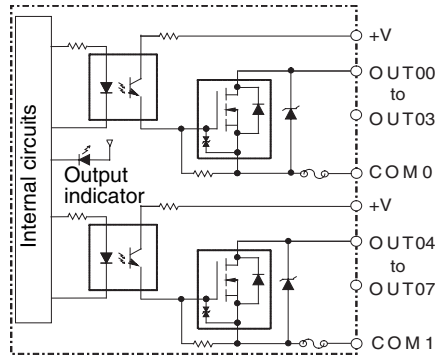 Internal circuits
Output
indicator
+V
OUT00
to
OUT03
COM0
+V
OUT04
to
OUT07
COM1